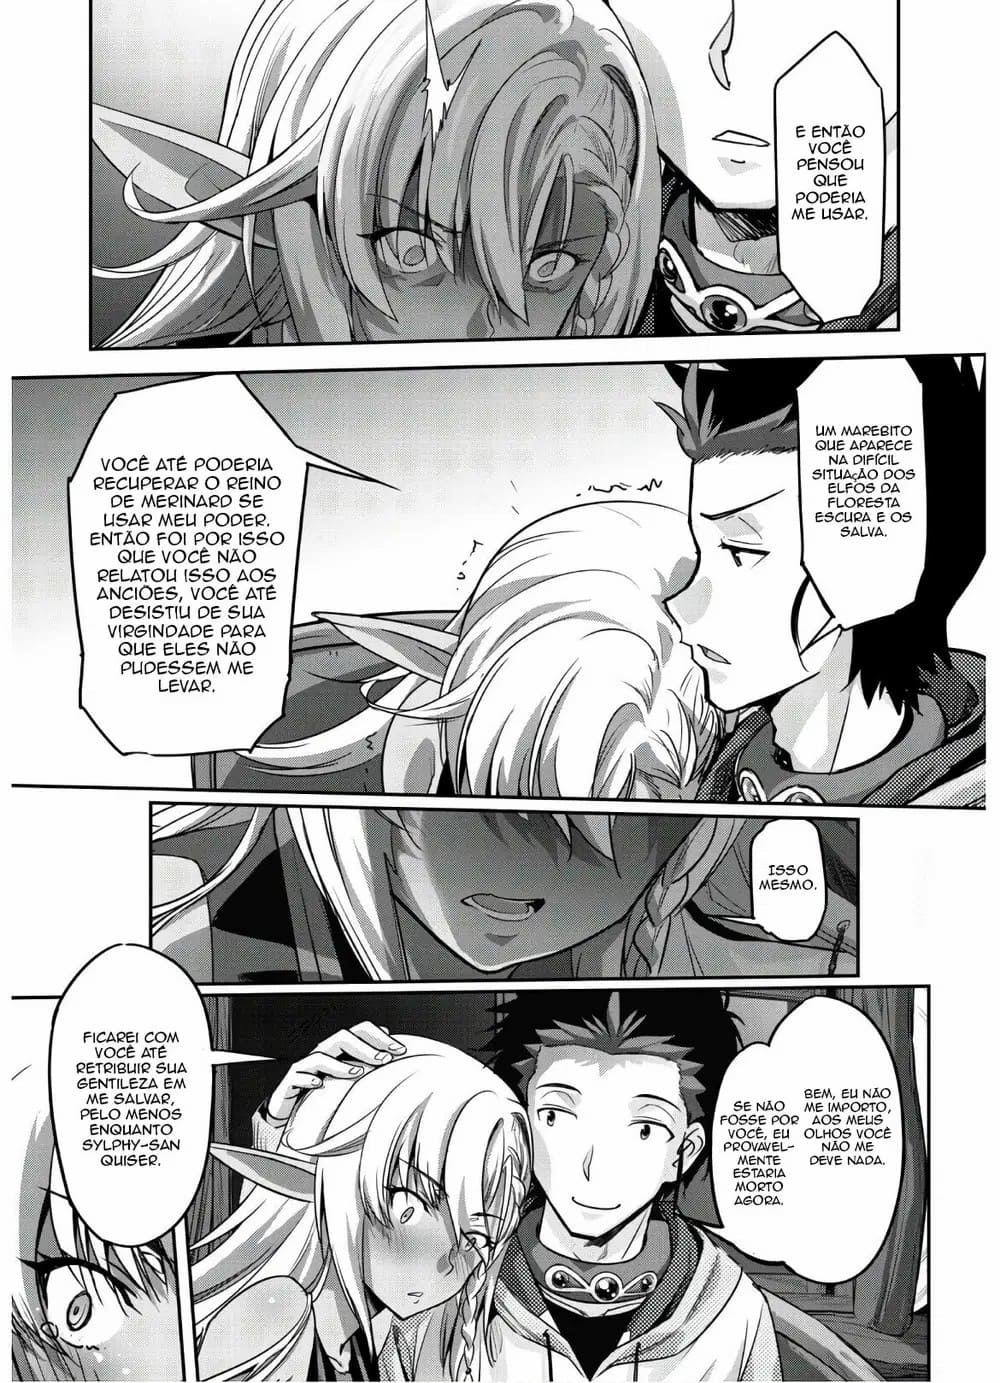 E ENTÃO
VOCÊ
PENSOU
QUE
PODERIA
ME USAR.
UM MAREBITO
QUE APARECE
NA DIFÍCIL
SITUAÇÃO DOS
ELFOS DA
FLORESTA
ESCURA E OS
SALVA.
VOCÊ ATÉ PODERIA
RECUPERAR O REINO
DE MERINARD SE
USAR MEU PODER.
ENTÃO FOI POR ISSO
QUE VOCÊ NÃO
RELATOU ISSO AOS
ANCIÕES, VOCÊ ATÉ
DESISTIU DE SUA
VIRGINDADE PARA
QUE ELES NÃO
PUDESSEM ME
LEVAR.
ISSO
MESMO.
BEM, EU NÃO
ME IMPORTO,
AOS MEUS
OLHOS VOCÊ
NÃO ME
DEVE NADA.
SE NÃO
FOSSE POR
VOCÊ, EU
PROVAVEL-
MENTE
ESTARIA
MORTO
AGORA.
FICAREI COM
VOCÊ ATÉ
RETRIBUIR SUA
GENTILEZA EM
ME SALVAR,
PELO MENOS
ENQUANTO
SYLPHY-SAN
QUISER.